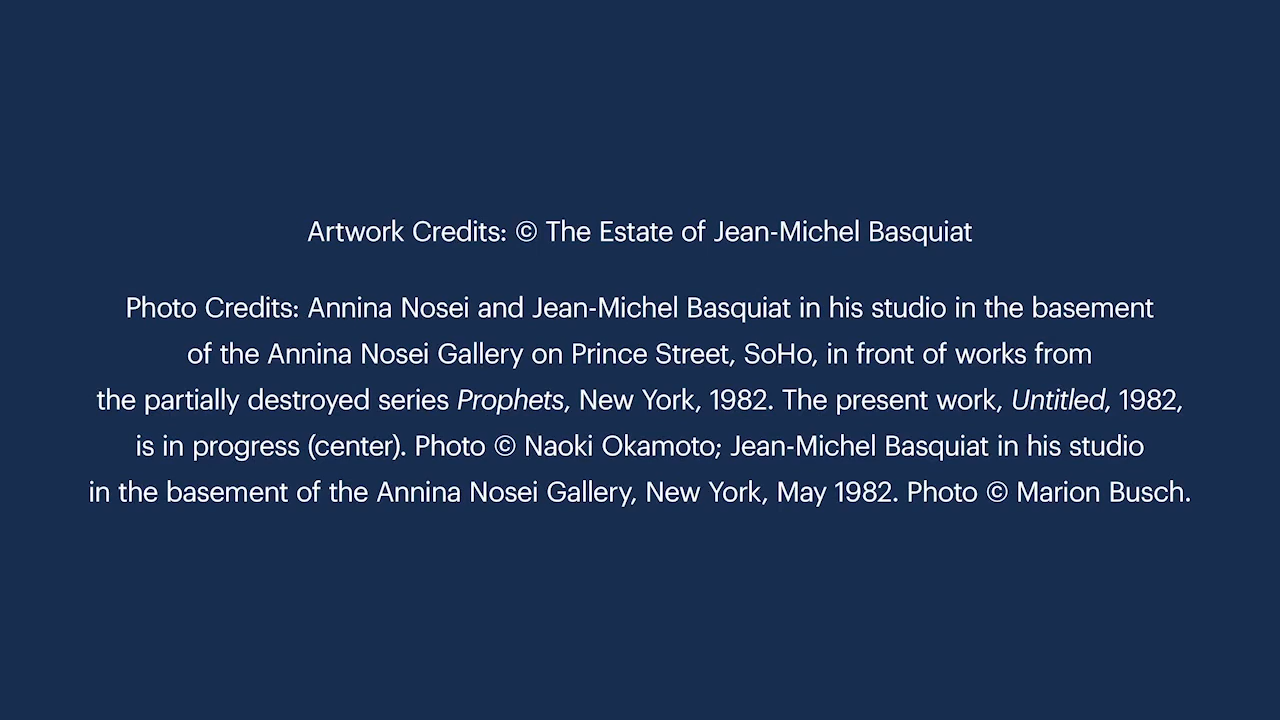 Artwork Credits: © The Estate of Jean-Michel Basquiat
Photo Credits: Annina Nosei and Jean-Michel Basquiat in his studio in the basement
of the Annina Nosei Gallery on Prince Street, SoHo, in front of works from
the partially destroyed series Prophets, New York, 1982. The present work, Untitled, 1982,
is in progress (center). Photo © Naoki Okamoto; Jean-Michel Basquiat in his studio
in the basement of the Annina Nosei Gallery, New York, May 1982. Photo © Marion Busch.